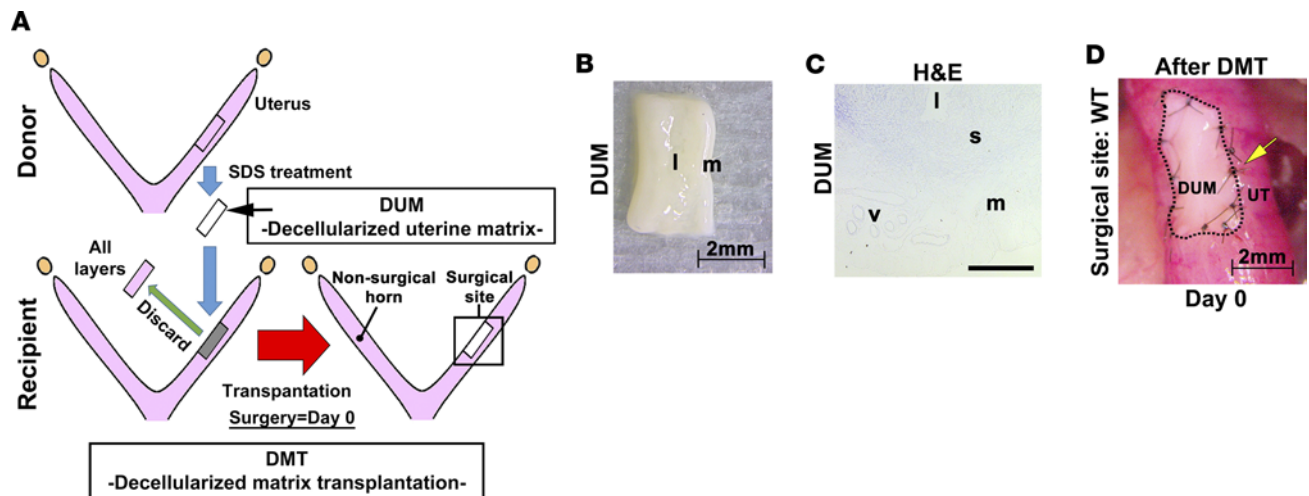 A
Donor
Uterus
SDS treatment
DUM
-Decellularized uterine matrix-
Recipient
All
layers
Discard
Non-surgical
horn
Surgical
site
Transpantation
Surgery=Day 0
DMT
-Decellularized matrix transplantation-
B
DUM
l
m
2mm
C
H&E
DUM
l
s
m
v
D
After DMT
Surgical site: WT
DUM
UT
2mm
Day 0